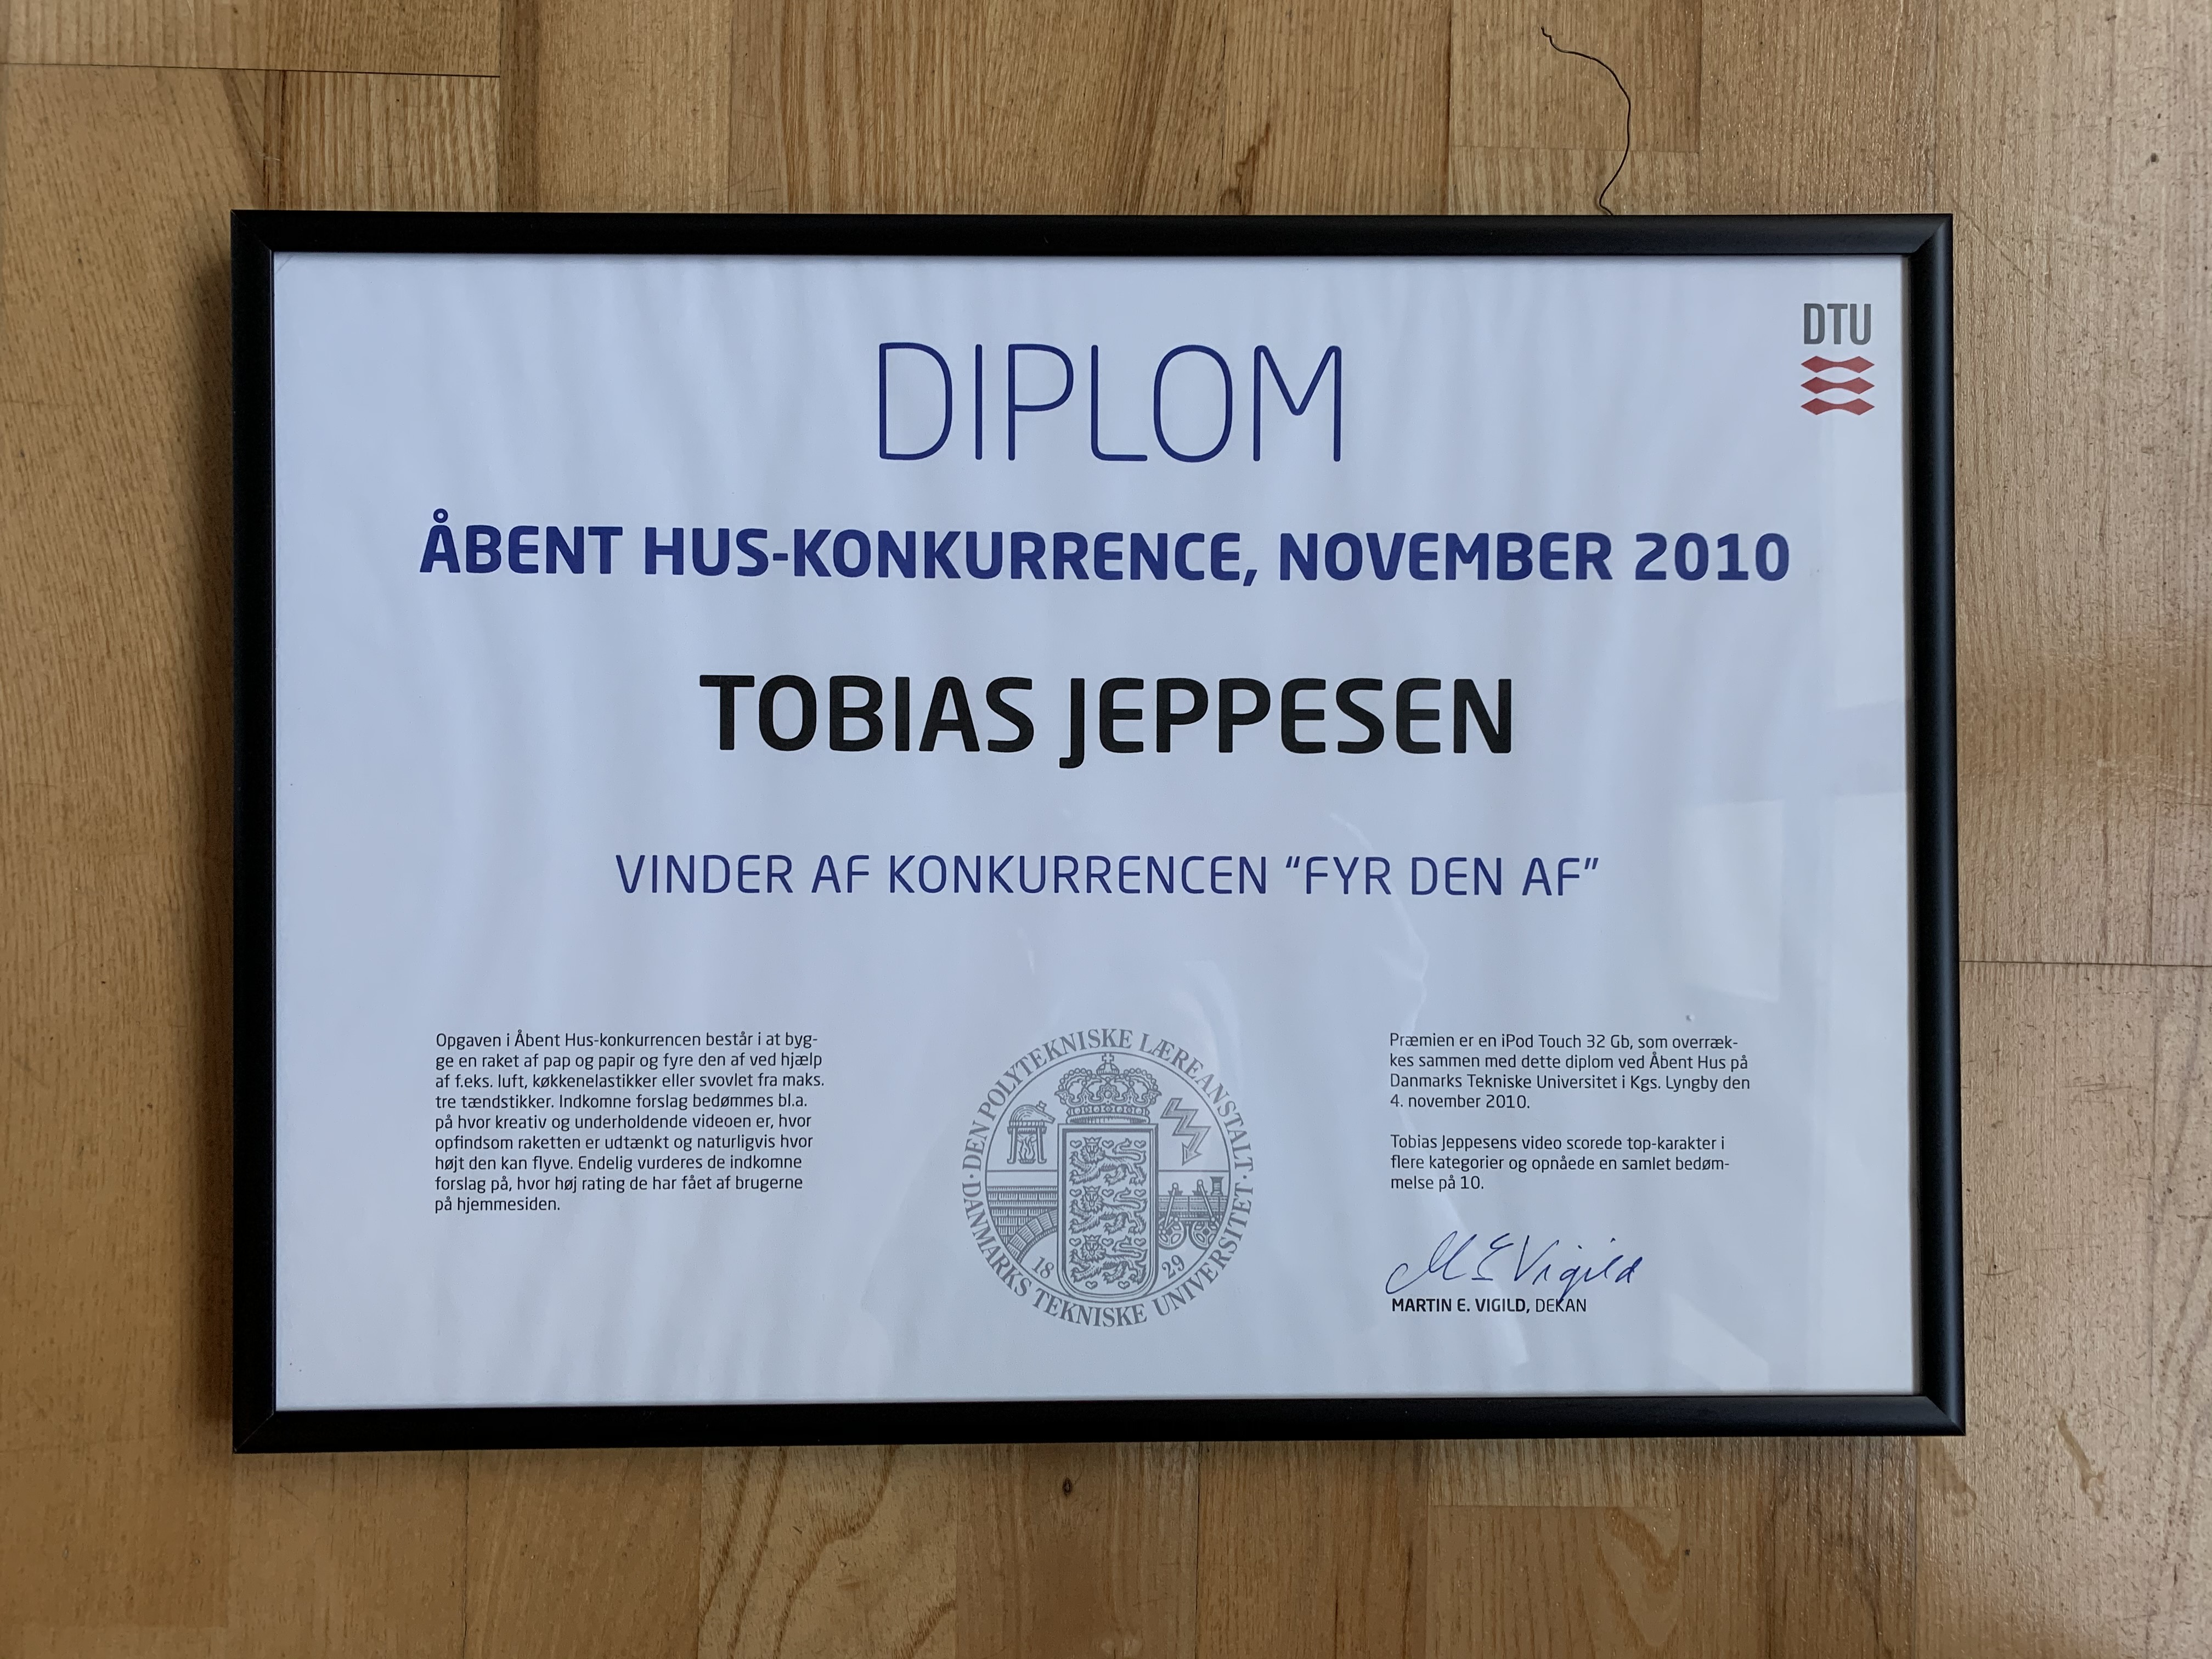 DTU
DIPLOM
ÅBENT HUS-KONKURRENCE, NOVEMBER 2010
TOBIAS JEPPESEN
VINDER AF KONKURRENCEN “FYR DEN AF”
Opgaven i Åbent Hus-konkurrencen består i at byg-
ge en raket af pap og papir og fyre den af ved hjælp
af f.eks. luft, køkkenelastikker eller svovlet fra maks.
tre tændstikker. Indkomne forslag bedømmes bl.a.
på hvor kreativ og underholdende videoen er, hvor
opfindsom raketten er udtænkt og naturligvis hvor
højt den kan flyve. Endelig vurderes de indkomne
forslag på, hvor høj rating de har fået af brugerne
på hjemmesiden.
DEN POLYTEKNISKE LÆREANSTALT
DANMARKS TEKNISKE UNIVERSITET
18 29
Præmien er en iPod Touch 32 Gb, som overræk-
kes sammen med dette diplom ved Åbent Hus på
Danmarks Tekniske Universitet i Kgs. Lyngby den
4. november 2010.
Tobias Jeppesens video scorede top-karakter i
flere kategorier og opnåede en samlet bedøm-
melse på 10.
M E Vigild
MARTIN E. VIGILD, DEKAN